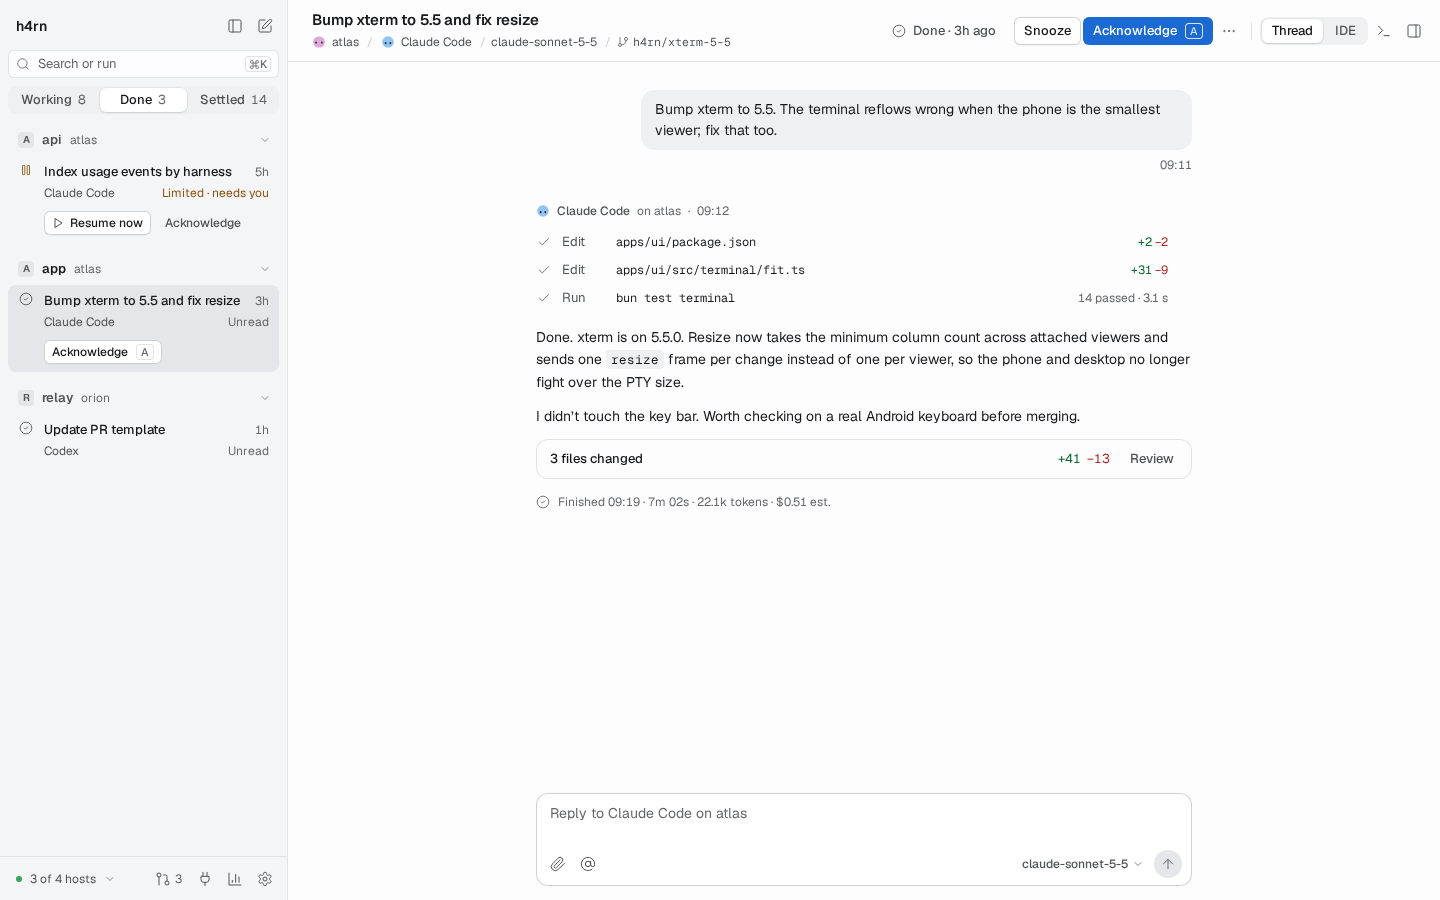 h4rn
Search or run ⌘K
Working 8 Done 3 Settled 14
A api atlas
Index usage events by harness 5h
Claude Code Limited · needs you
Resume now Acknowledge
A app atlas
Bump xterm to 5.5 and fix resize 3h
Claude Code Unread
Acknowledge A
R relay orion
Update PR template 1h
Codex Unread
3 of 4 hosts 3
Bump xterm to 5.5 and fix resize
atlas / Claude Code / claude-sonnet-5-5 / h4rn/xterm-5-5
Done · 3h ago Snooze Acknowledge A Thread IDE
Bump xterm to 5.5. The terminal reflows wrong when the phone is the smallest
viewer; fix that too.
09:11
Claude Code on atlas · 09:12
Edit apps/ui/package.json +2 −2
Edit apps/ui/src/terminal/fit.ts +31 −9
Run bun test terminal 14 passed · 3.1 s
Done. xterm is on 5.5.0. Resize now takes the minimum column count across attached viewers and
sends one resize frame per change instead of one per viewer, so the phone and desktop no longer
fight over the PTY size.
I didn't touch the key bar. Worth checking on a real Android keyboard before merging.
3 files changed +41 −13 Review
Finished 09:19 · 7m 02s · 22.1k tokens · $0.51 est.
Reply to Claude Code on atlas
claude-sonnet-5-5